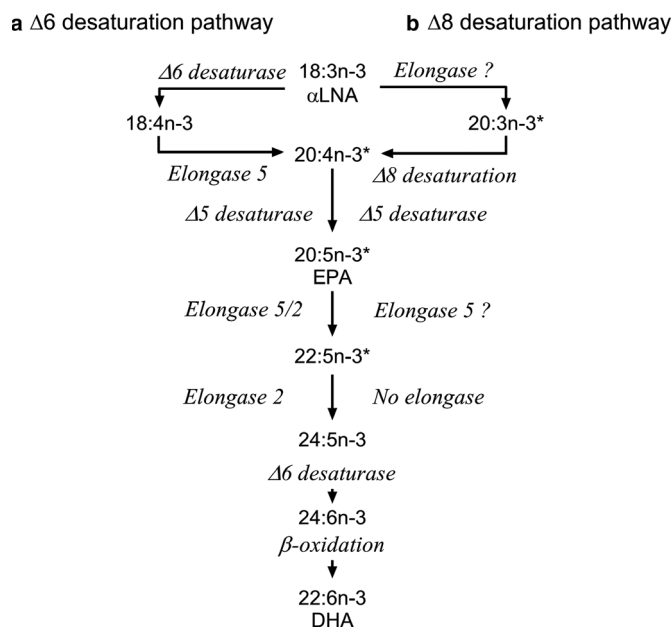 a Δ6 desaturation pathway
b Δ8 desaturation pathway
Δ6 desaturase
18:3n-3
αLNA
Elongase ?
18:4n-3
20:3n-3*
20:4n-3*
Elongase 5
Δ8 desaturation
Δ5 desaturase
Δ5 desaturase
20:5n-3*
EPA
Elongase 5/2
Elongase 5 ?
22:5n-3*
Elongase 2
No elongase
24:5n-3
Δ6 desaturase
24:6n-3
β-oxidation
22:6n-3
DHA